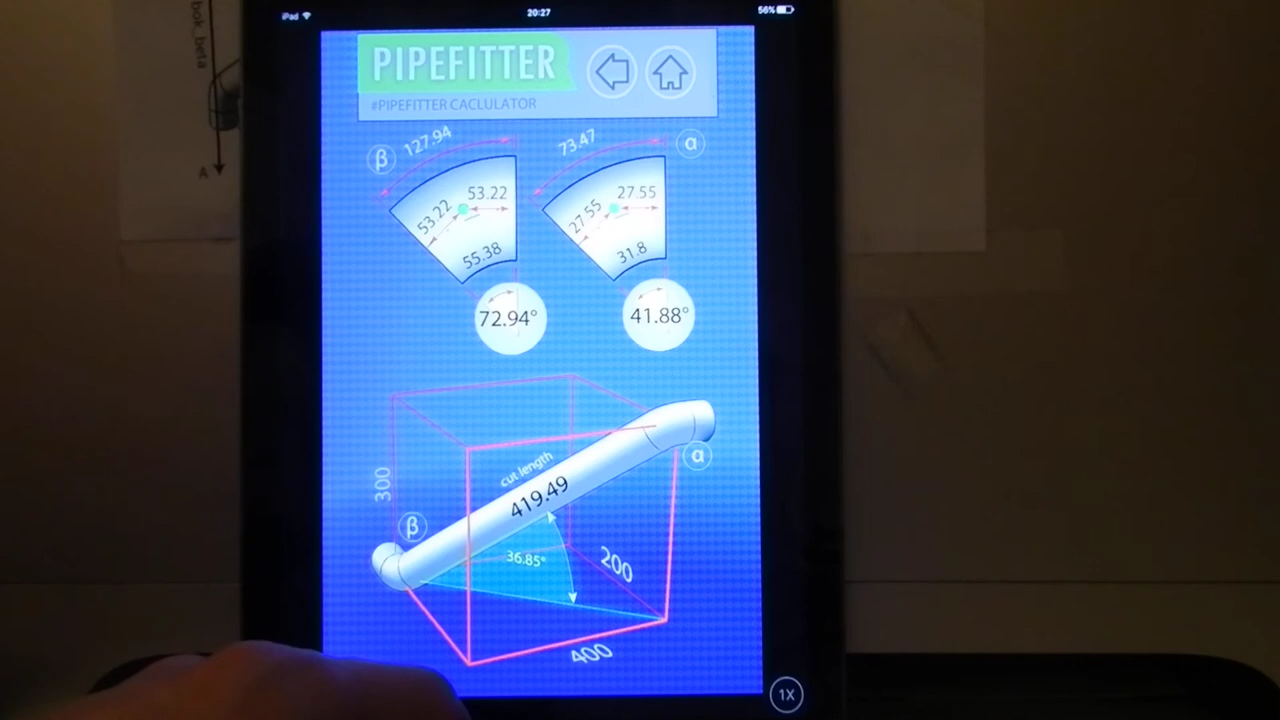 iPad 20:27 56%
PIPEFITTER
#PIPEFITTER CACLULATOR
β 127.94 73.47 α
53.22 53.22 27.55 27.55
55.38 31.8
72.94° 41.88°
300
cut length
419.49
α
β
36.85°
200
400
1X
bok_beta
A